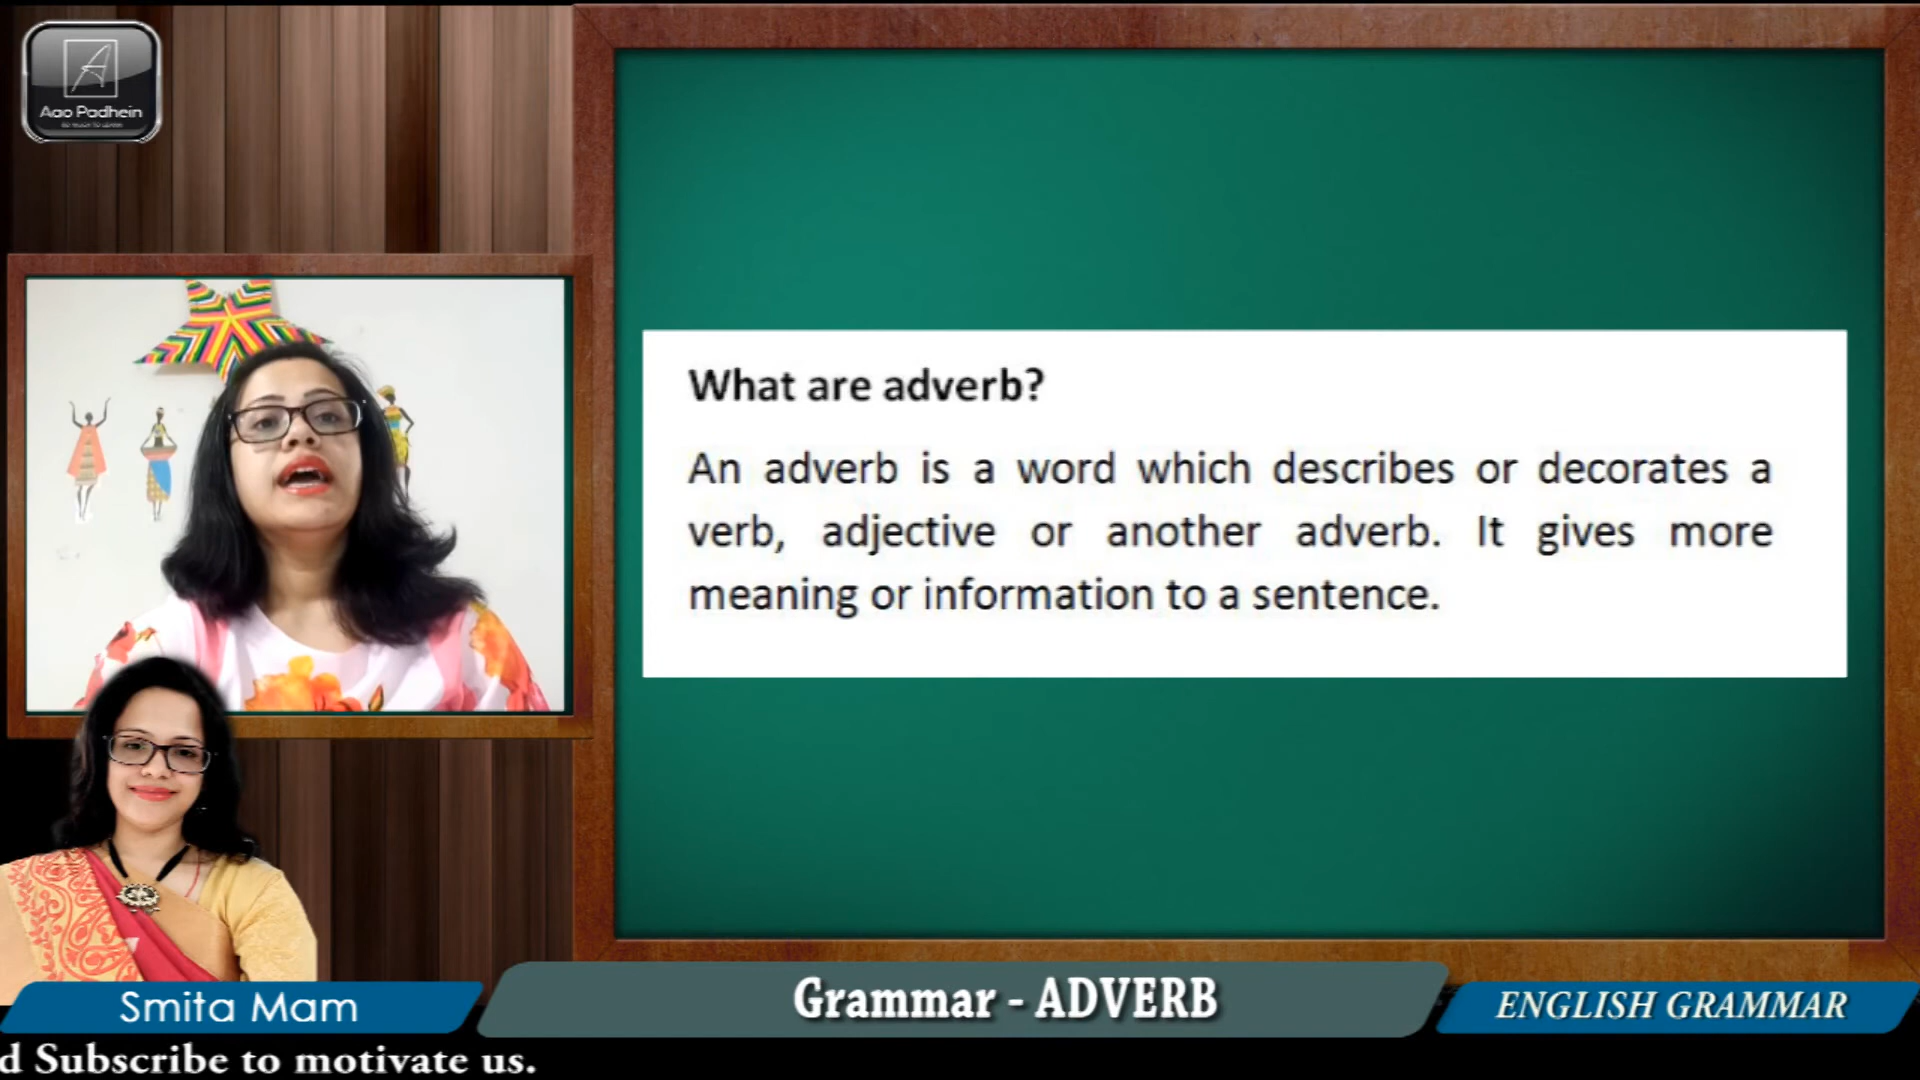 Aao Padhein
What are adverb?
An adverb is a word which describes or decorates a
verb, adjective or another adverb. It gives more
meaning or information to a sentence.
Smita Mam
Grammar - ADVERB
ENGLISH GRAMMAR
d Subscribe to motivate us.